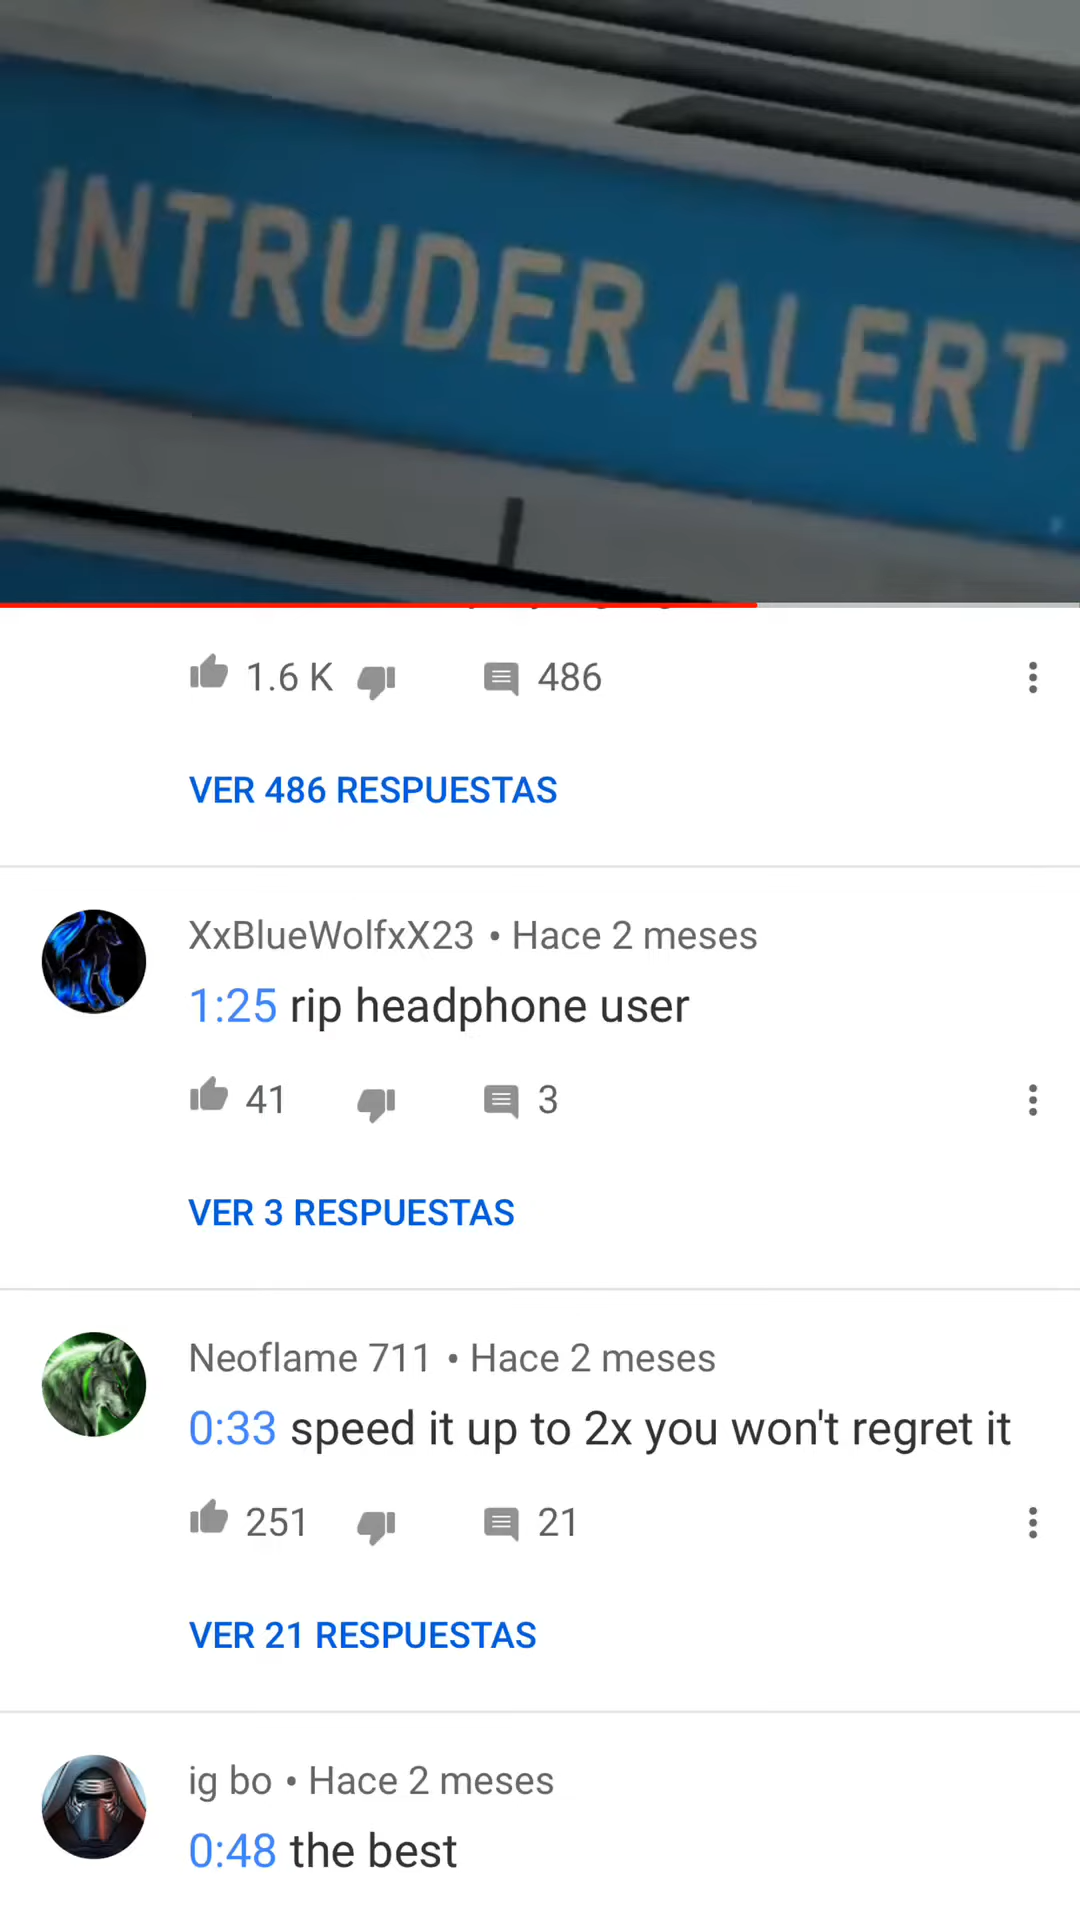 INTRUDER ALERT
1.6 K 486
VER 486 RESPUESTAS
XxBlueWolfxX23 • Hace 2 meses
1:25 rip headphone user
41 3
VER 3 RESPUESTAS
Neoflame 711 • Hace 2 meses
0:33 speed it up to 2x you won't regret it
251 21
VER 21 RESPUESTAS
ig bo • Hace 2 meses
0:48 the best